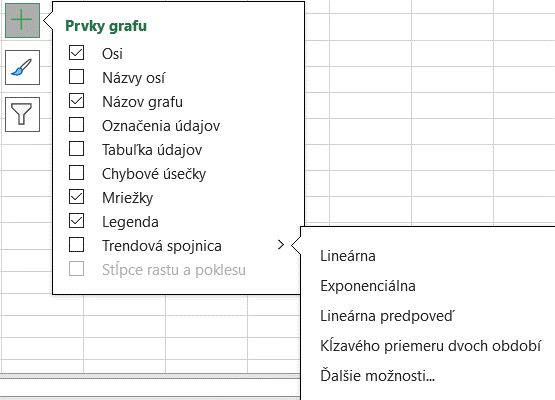 Prvky grafu
Osi
Názvy osí
Názov grafu
Označenia údajov
Tabuľka údajov
Chybové úsečky
Mriežky
Legenda
Trendová spojnica
Stĺpce rastu a poklesu
Lineárna
Exponenciálna
Lineárna predpoveď
Kĺzavého priemeru dvoch období
Ďalšie možnosti...